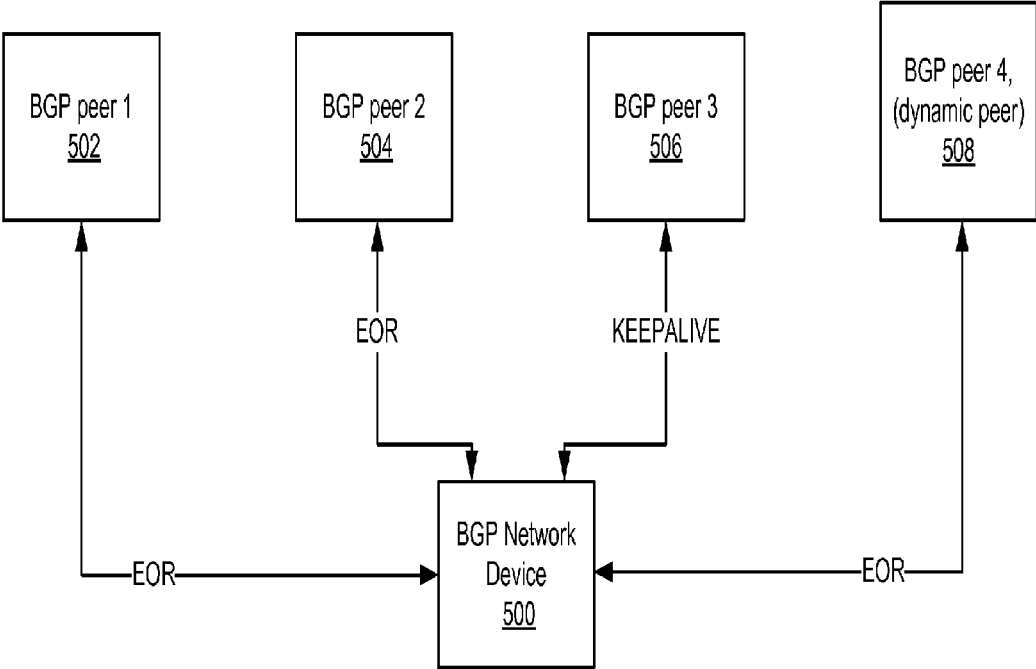 BGP peer 1
502
BGP peer 2
504
BGP peer 3
506
BGP peer 4,
(dynamic peer)
508
EOR
KEEPALIVE
EOR
EOR
BGP Network
Device
500